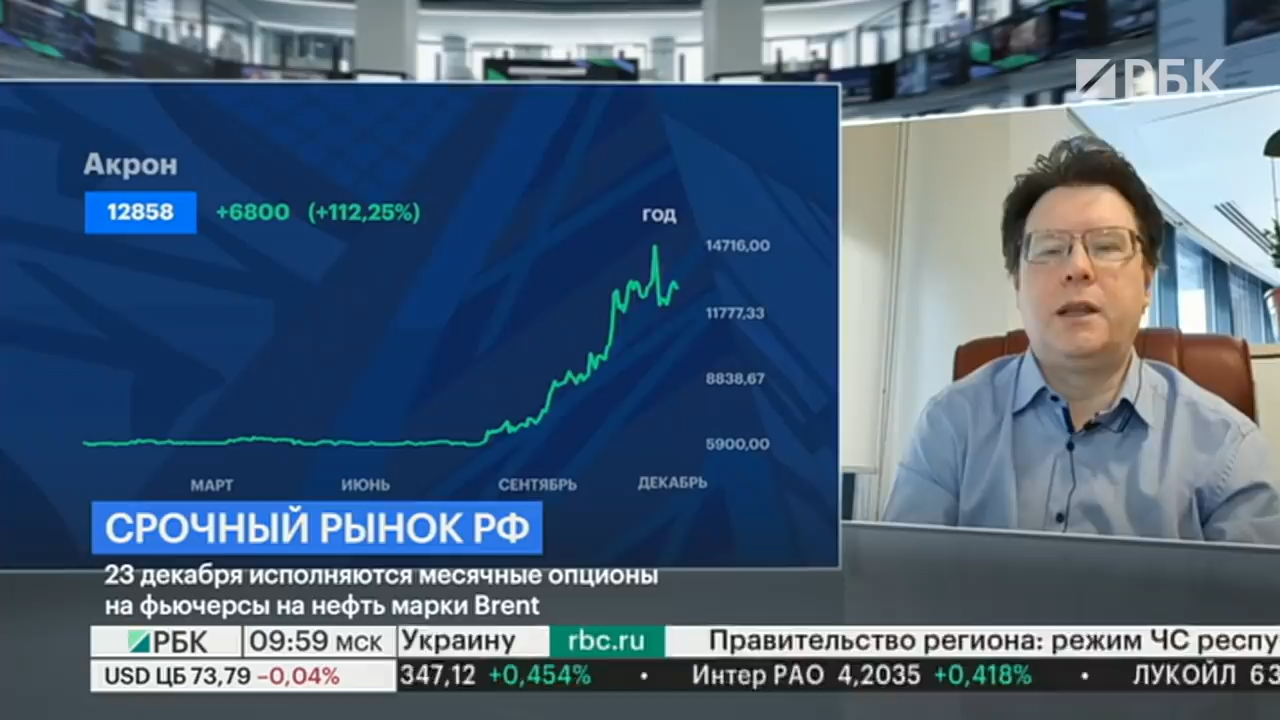 РБК
Акрон
12858 +6800 (+112,25%)
ГОД
14716,00
11777,33
8838,67
5900,00
МАРТ ИЮНЬ СЕНТЯБРЬ ДЕКАБРЬ
СРОЧНЫЙ РЫНОК РФ
23 декабря исполняются месячные опционы
на фьючерсы на нефть марки Brent
РБК 09:59 МСК Украину rbc.ru Правительство региона: режим ЧС респу
USD ЦБ 73,79 −0,04% 347,12 +0,454% • Интер РАО 4,2035 +0,418% • ЛУКОЙЛ 63